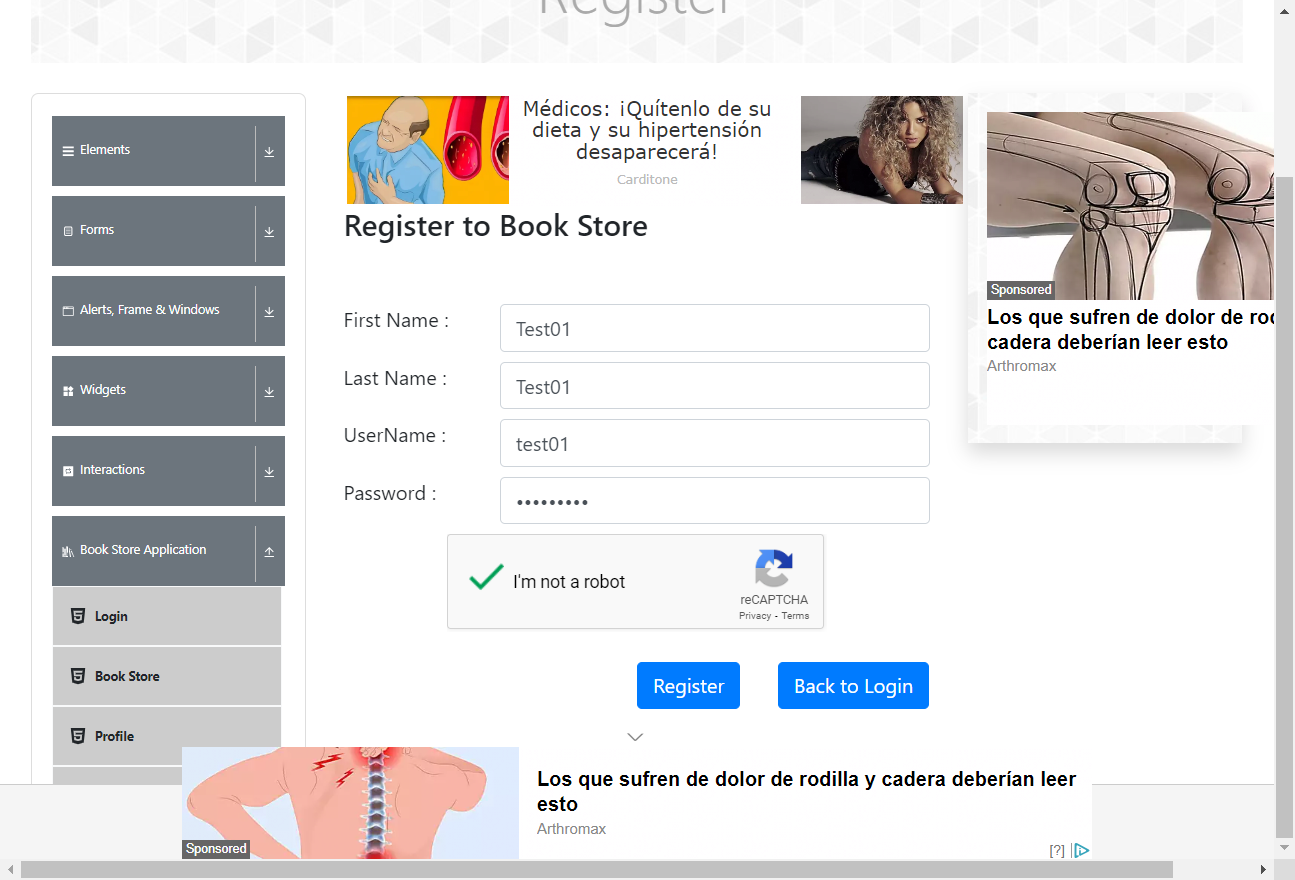 Register
Elements
Forms
Alerts, Frame & Windows
Widgets
Interactions
Book Store Application
Login
Book Store
Profile
Médicos: ¡Quítenlo de su
dieta y su hipertensión
desaparecerá!
Carditone
Register to Book Store
First Name :
Test01
Last Name :
Test01
UserName :
test01
Password :
•••••••••
I'm not a robot
reCAPTCHA
Privacy - Terms
Register
Back to Login
Sponsored
Los que sufren de dolor de
cadera deberían leer esto
Arthromax
Sponsored
Los que sufren de dolor de rodilla y cadera deberían leer
esto
Arthromax
[?]